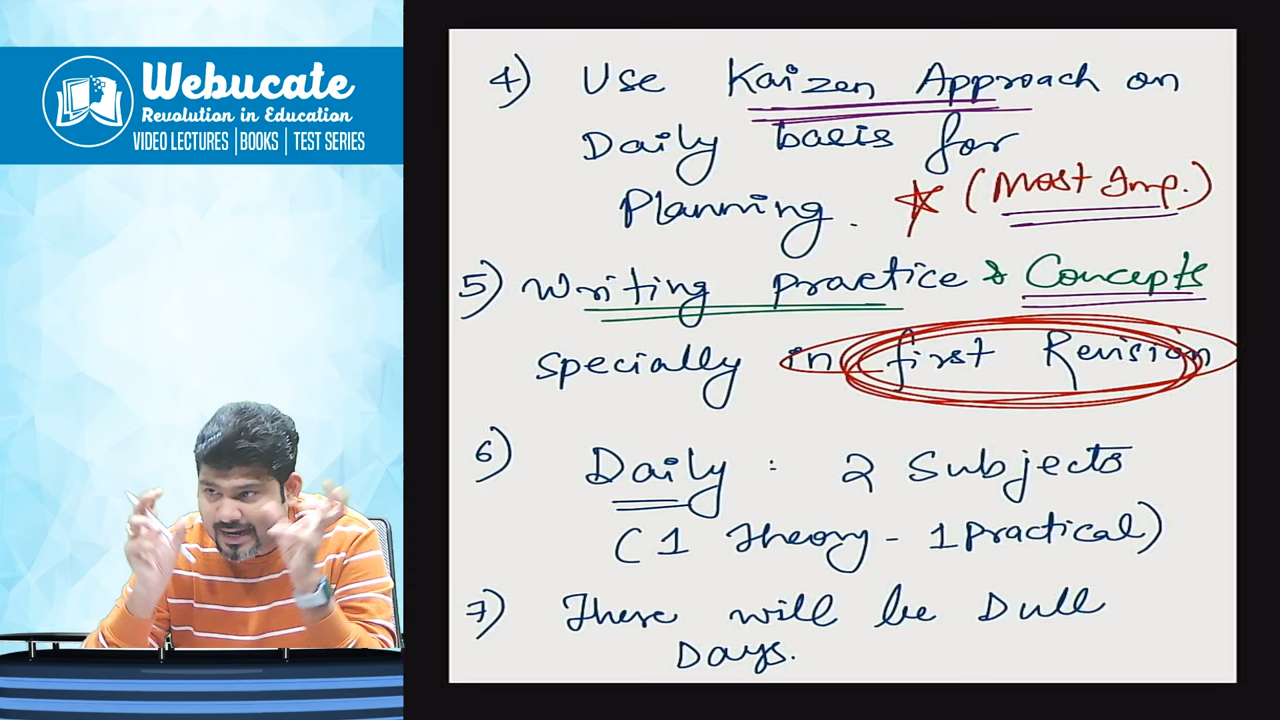 Webucate
Revolution in Education
VIDEO LECTURES | BOOKS | TEST SERIES
4) Use Kaizen Approach on
Daily basis for
Planning. (Most Imp.)
5) Writing Practice & Concepts
specially in first Revision
6) Daily : 2 Subjects
(1 Theory - 1 Practical)
7) There will be Dull
Days.